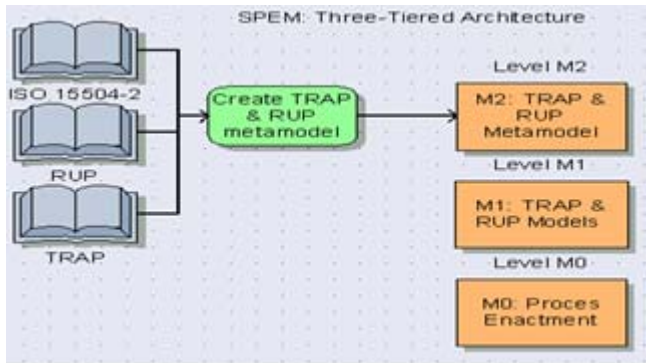 SPEM: Three-Tiered Architecture
ISO 15504-2
RUP
TRAP
Create TRAP
& RUP
metamodel
Level M2
M2: TRAP &
RUP
Metamodel
Level M1
M1: TRAP &
RUP Models
Level M0
M0: Proces
Enactment